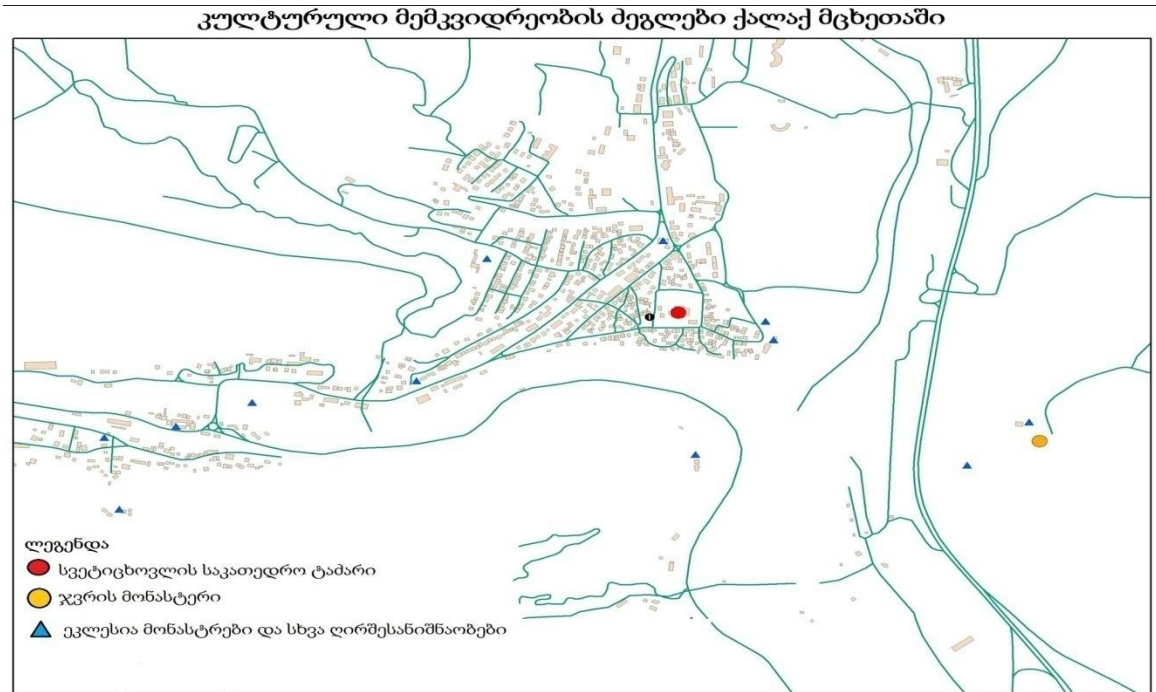 კულტურული მემკვიდრეობის ძეგლები ქალაქ მცხეთაში
ლეგენდა
სვეტიცხოვლის საკათედრო ტაძარი
ჯვრის მონასტერი
ეკლესია მონასტრები და სხვა ღირშესანიშნაობები